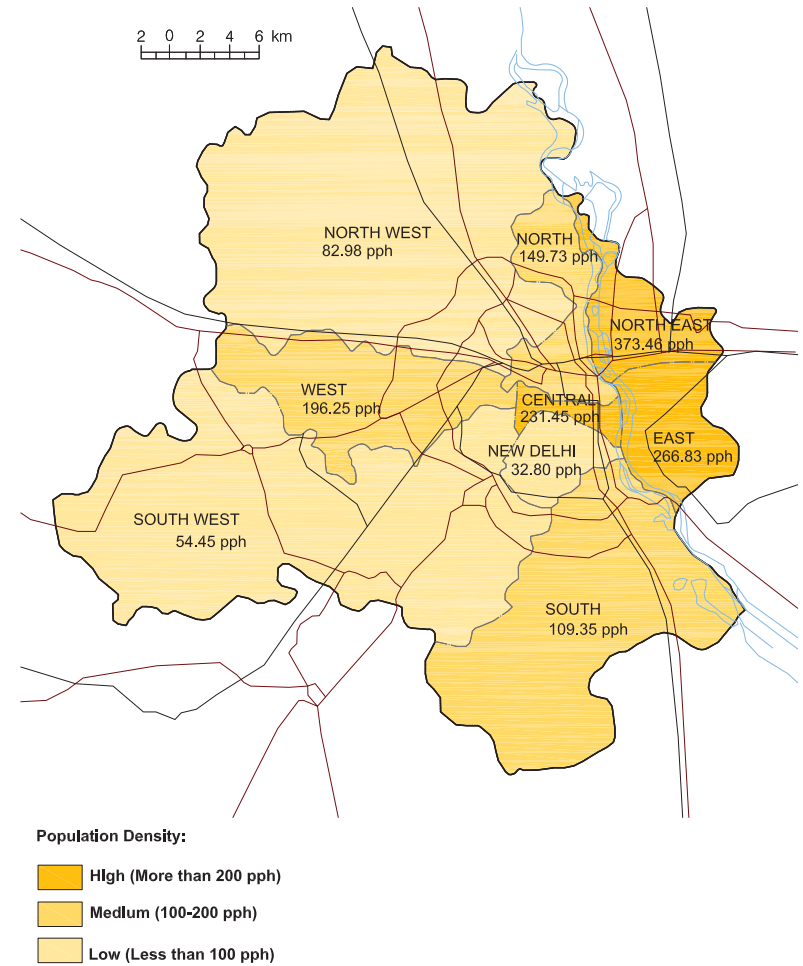 2 0 2 4 6 km
NORTH WEST
82.98 pph
NORTH
149.73 pph
NORTH EAST
373.46 pph
WEST
196.25 pph
CENTRAL
231.45 pph
EAST
266.83 pph
NEW DELHI
32.80 pph
SOUTH WEST
54.45 pph
SOUTH
109.35 pph
Population Density:
HIgh (More than 200 pph)
Medium (100-200 pph)
Low (Less than 100 pph)